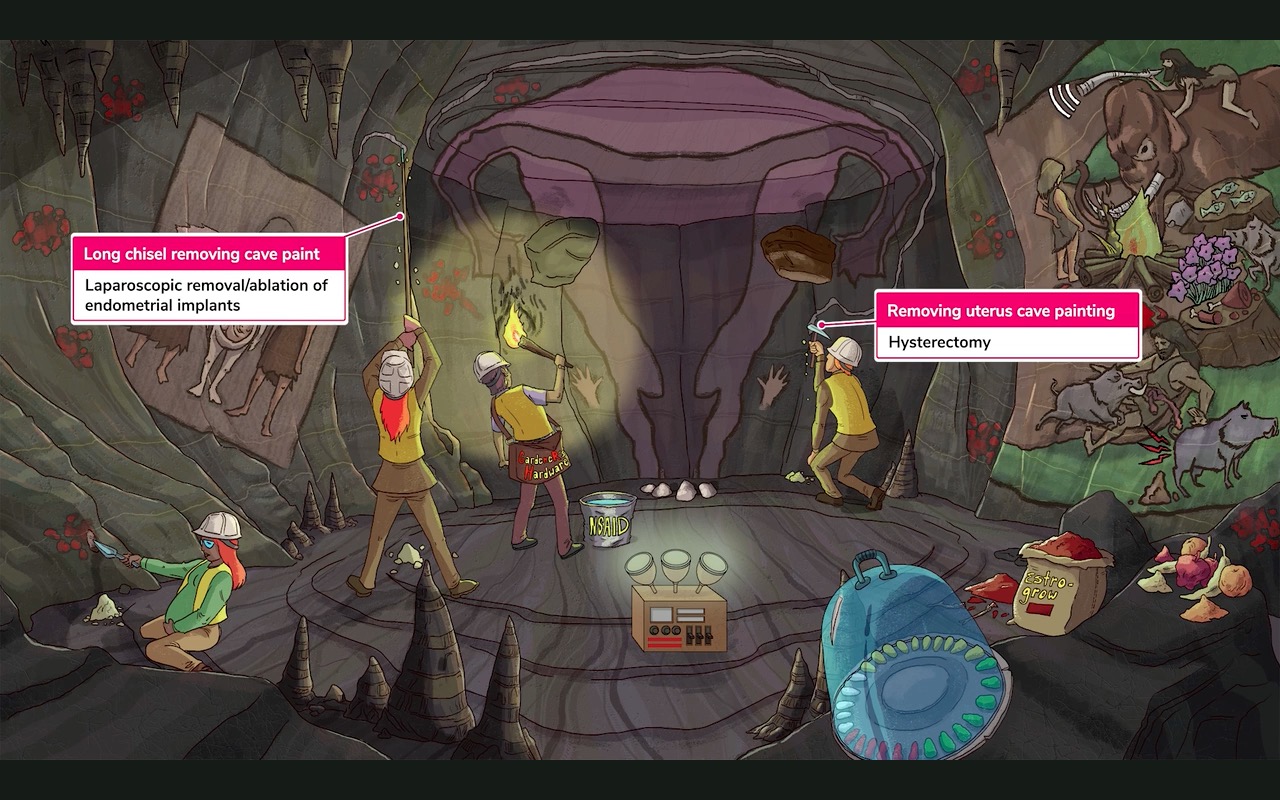 Long chisel removing cave paint
Laparoscopic removal/ablation of
endometrial implants
Removing uterus cave painting
Hysterectomy
Hardware
NSAID
Estro-
grow